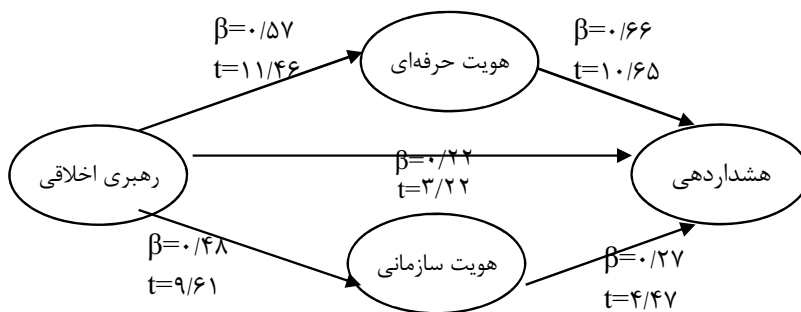 β=۰/۵۷
t=۱۱/۴۶
هویت حرفه‌ای
β=۰/۶۶
t=۱۰/۶۵
رهبری اخلاقی
β=۰/۲۲
t=۳/۲۲
هشداردهی
β=۰/۴۸
t=۹/۶۱
هویت سازمانی
β=۰/۲۷
t=۴/۴۷